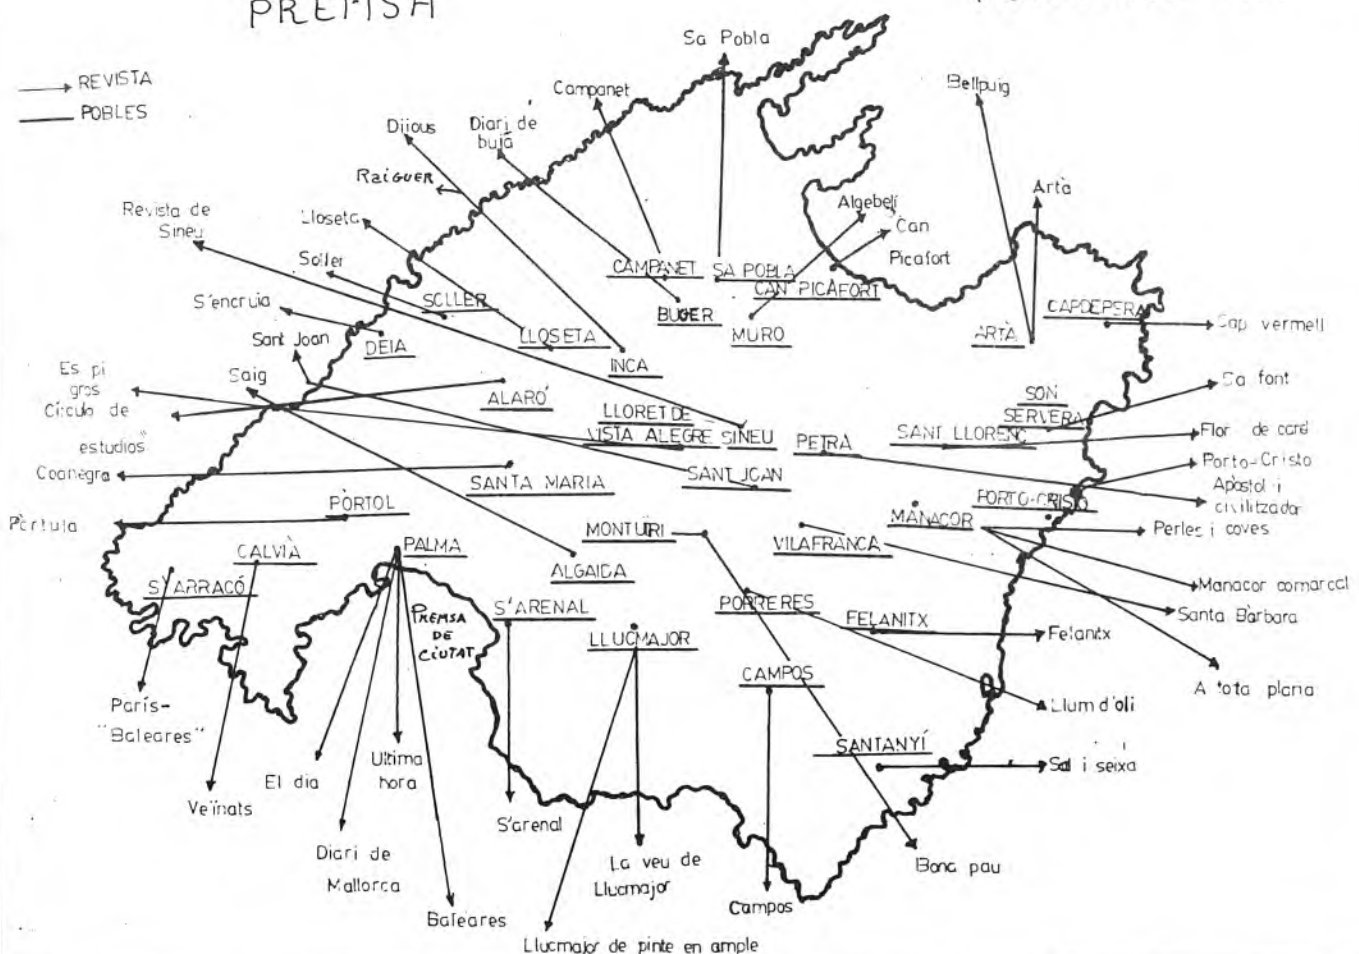 PREMSA
REVISTA
POBLES
Sa Pobla
Campanet
Bellpuig
Dijous
Diari de
bujá
RAIGUER
Artà
Algebelí
Can
Picafort
Revista de
Sineu
Lloseta
Soller
S'encruia
Sant Joan
Es pi
gros
Saig
Círculo de
estudios"
Coanegra
Pòrtula
CAMPANET
SA POBLA
CAN PICAFORT
BUGER
MURO
SOLLER
DEIA
LLOSETA
INCA
ALARÓ
LLORET DE
VISTA ALEGRE
SINEU
PETRA
SANT LLORENÇ
SON
SERVERA
ARTÀ
CAPDEPERA
Cap vermell
Sa font
Flor de card
Porto-Cristo
Apòstol i
civilitzador
Perles i coves
Manacor comarcal
Santa Bàrbara
A tota plana
SANTA MARIA
SANT JOAN
PORTO-CRISTO
MANACOR
PÒRTOL
PALMA
MONTUÏRI
VILAFRANCA
CALVIÀ
S'ARRACÓ
ALGAIDA
S'ARENAL
PORRERES
FELANITX
Felanitx
PREMSA
DE
CIUTAT
LLUCMAJOR
CAMPOS
Llum d'oli
SANTANYÍ
Sal i seixa
París-
"Baleares"
Veïnats
El dia
Ultima
hora
Diari de
Mallorca
Baleares
S'arenal
La veu de
Llucmajor
Llucmajor de pinte en ample
Campos
Bona pau